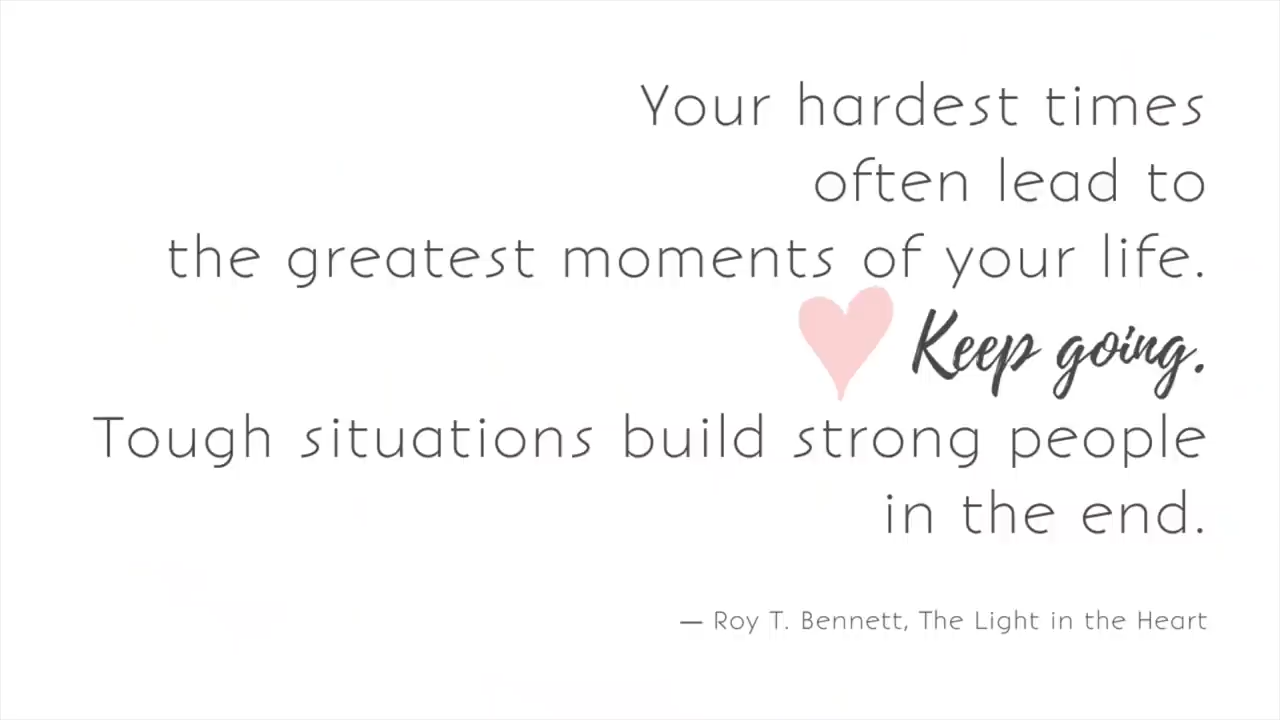 Your hardest times
often lead to
the greatest moments of your life.
Keep going.
Tough situations build strong people
in the end.
— Roy T. Bennett, The Light in the Heart